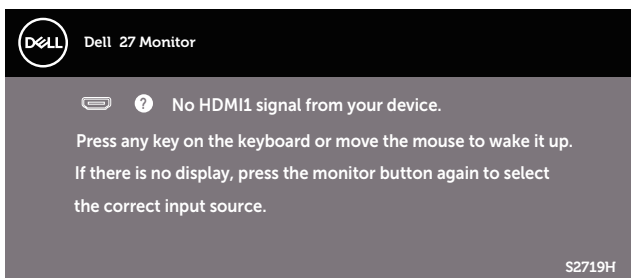 DELL
Dell 27 Monitor
? No HDMI1 signal from your device.
Press any key on the keyboard or move the mouse to wake it up.
If there is no display, press the monitor button again to select
the correct input source.
S2719H